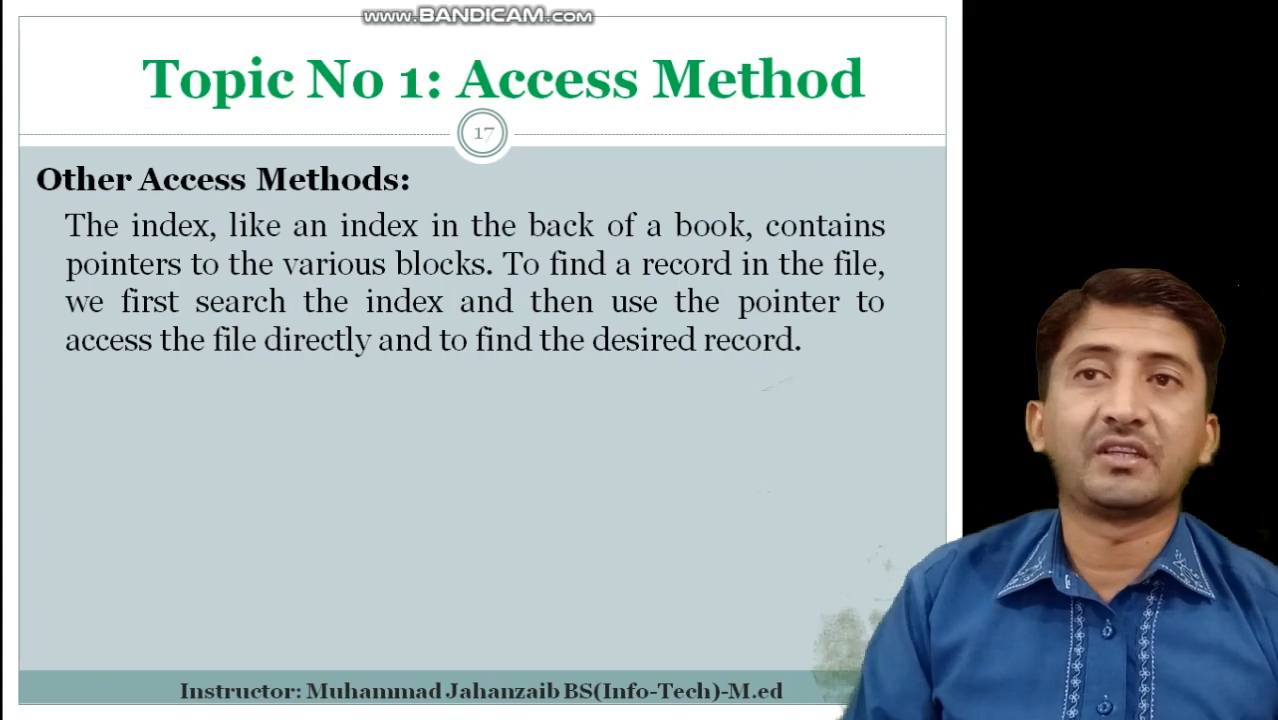 www.BANDICAM.com
Topic No 1: Access Method
17
Other Access Methods:
The index, like an index in the back of a book, contains
pointers to the various blocks. To find a record in the file,
we first search the index and then use the pointer to
access the file directly and to find the desired record.
Instructor: Muhammad Jahanzaib BS(Info-Tech)-M.ed